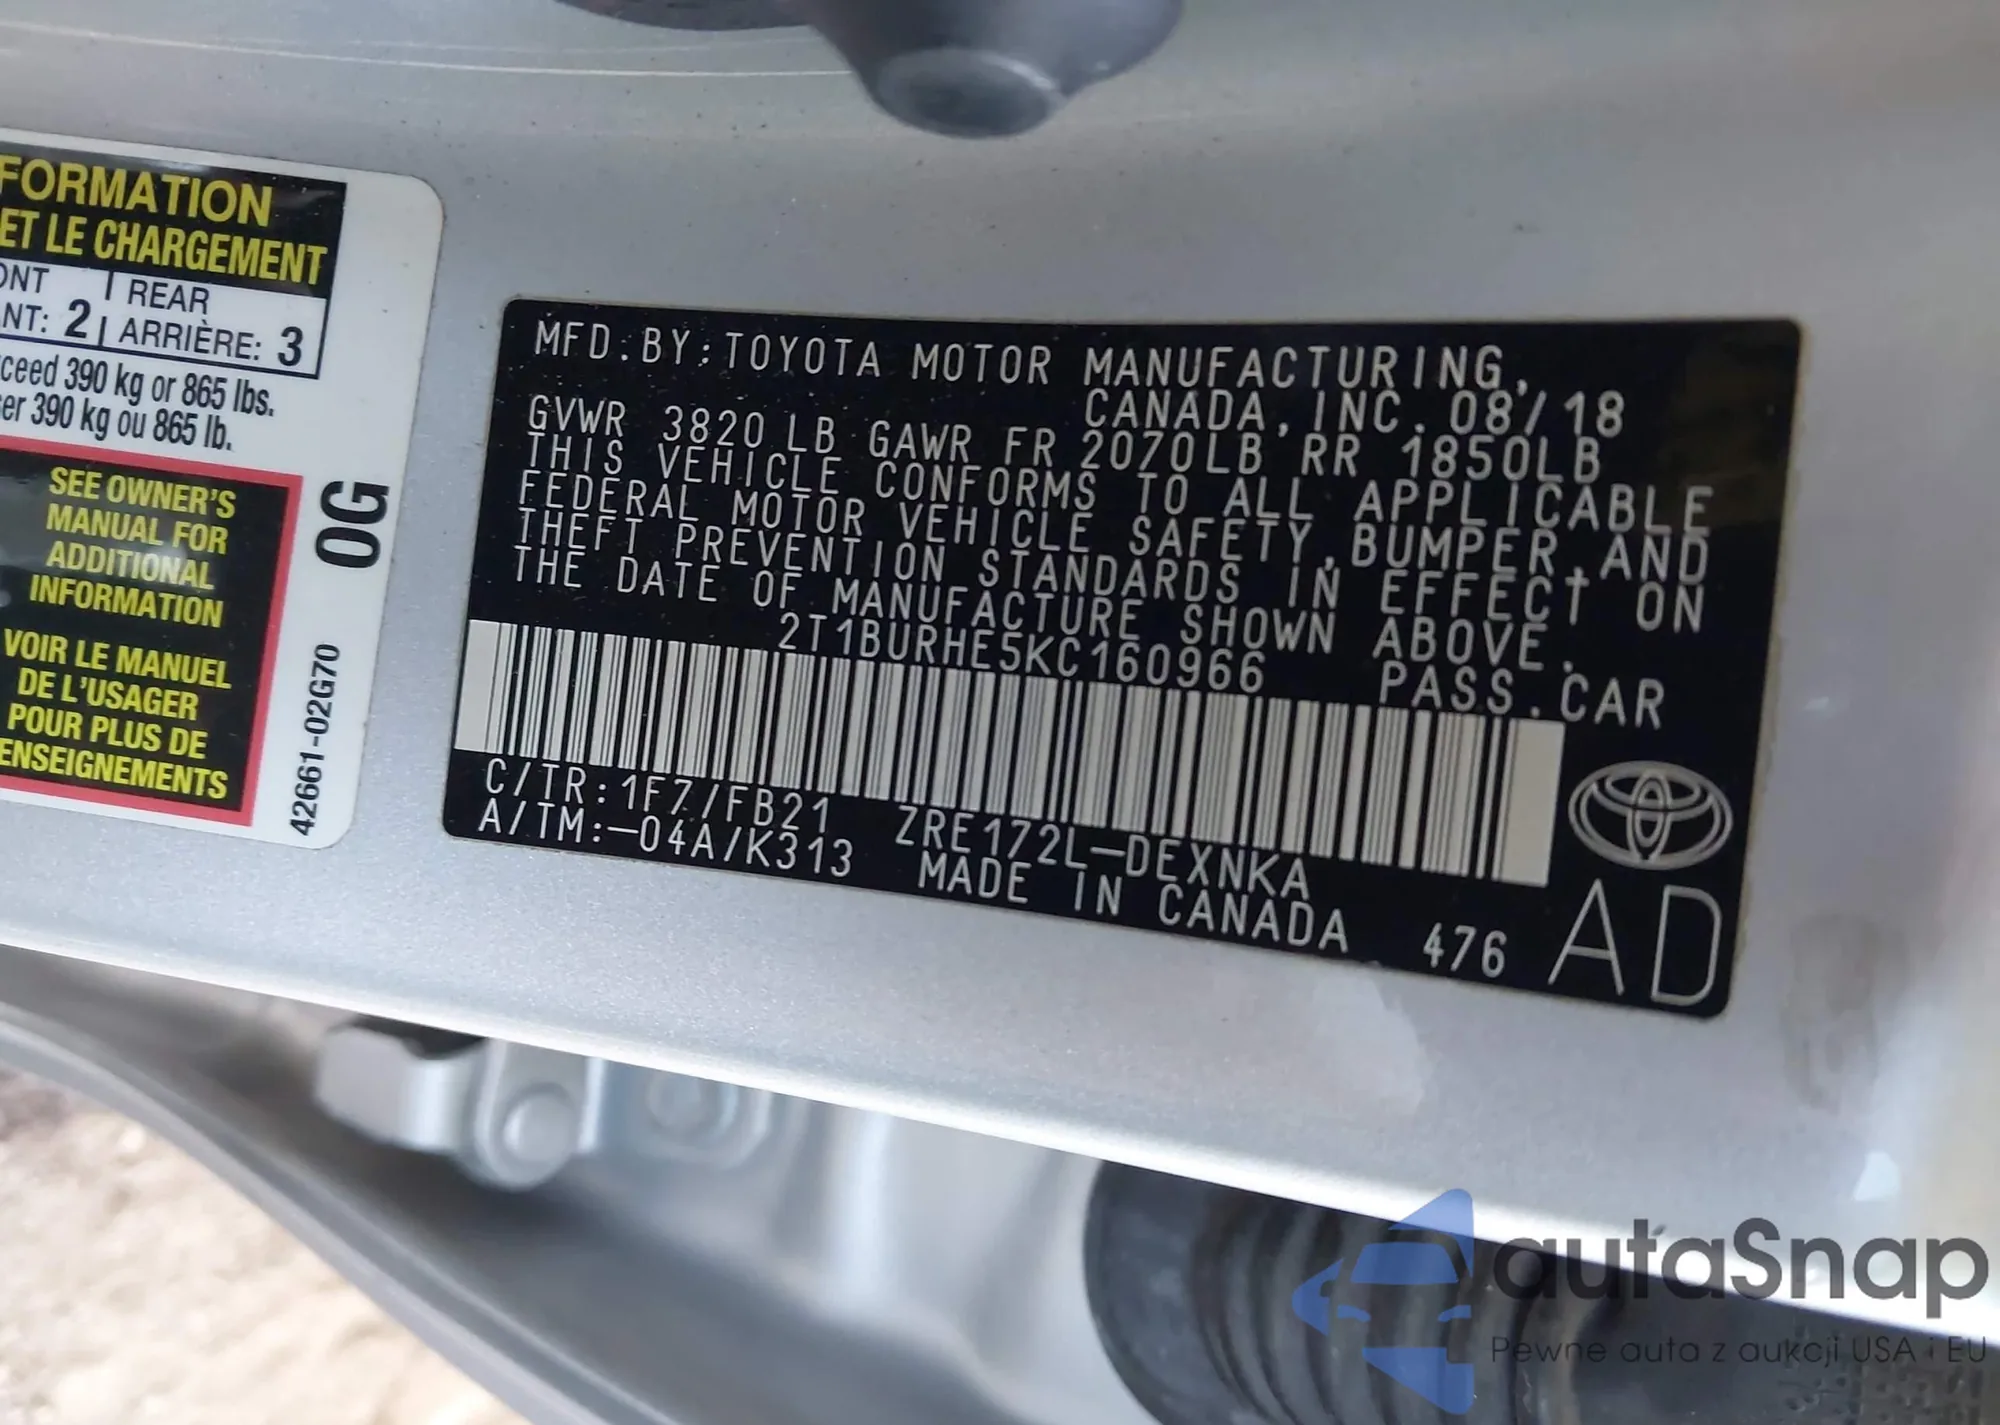 FORMATION
ET LE CHARGEMENT
ONT | REAR
NT: 2 | ARRIÈRE: 3
ceed 390 kg or 865 lbs.
er 390 kg ou 865 lb.
SEE OWNER'S
MANUAL FOR
ADDITIONAL
INFORMATION
VOIR LE MANUEL
DE L'USAGER
POUR PLUS DE
ENSEIGNEMENTS
0G
42661-02G70
MFD.BY:TOYOTA MOTOR MANUFACTURING,
CANADA,INC.08/18
GVWR 3820LB GAWR FR 2070LB RR 1850LB
THIS VEHICLE CONFORMS TO ALL APPLICABLE
FEDERAL MOTOR VEHICLE SAFETY,BUMPER,AND
THEFT PREVENTION STANDARDS IN EFFECT ON
THE DATE OF MANUFACTURE SHOWN ABOVE.
2T1BURHE5KC160966 PASS.CAR
C/TR:1F7/FB21 ZRE172L-DEXNKA
A/TM:-04A/K313 MADE IN CANADA 476
AD
autaSnap
Pewne auta z aukcji USA i EU